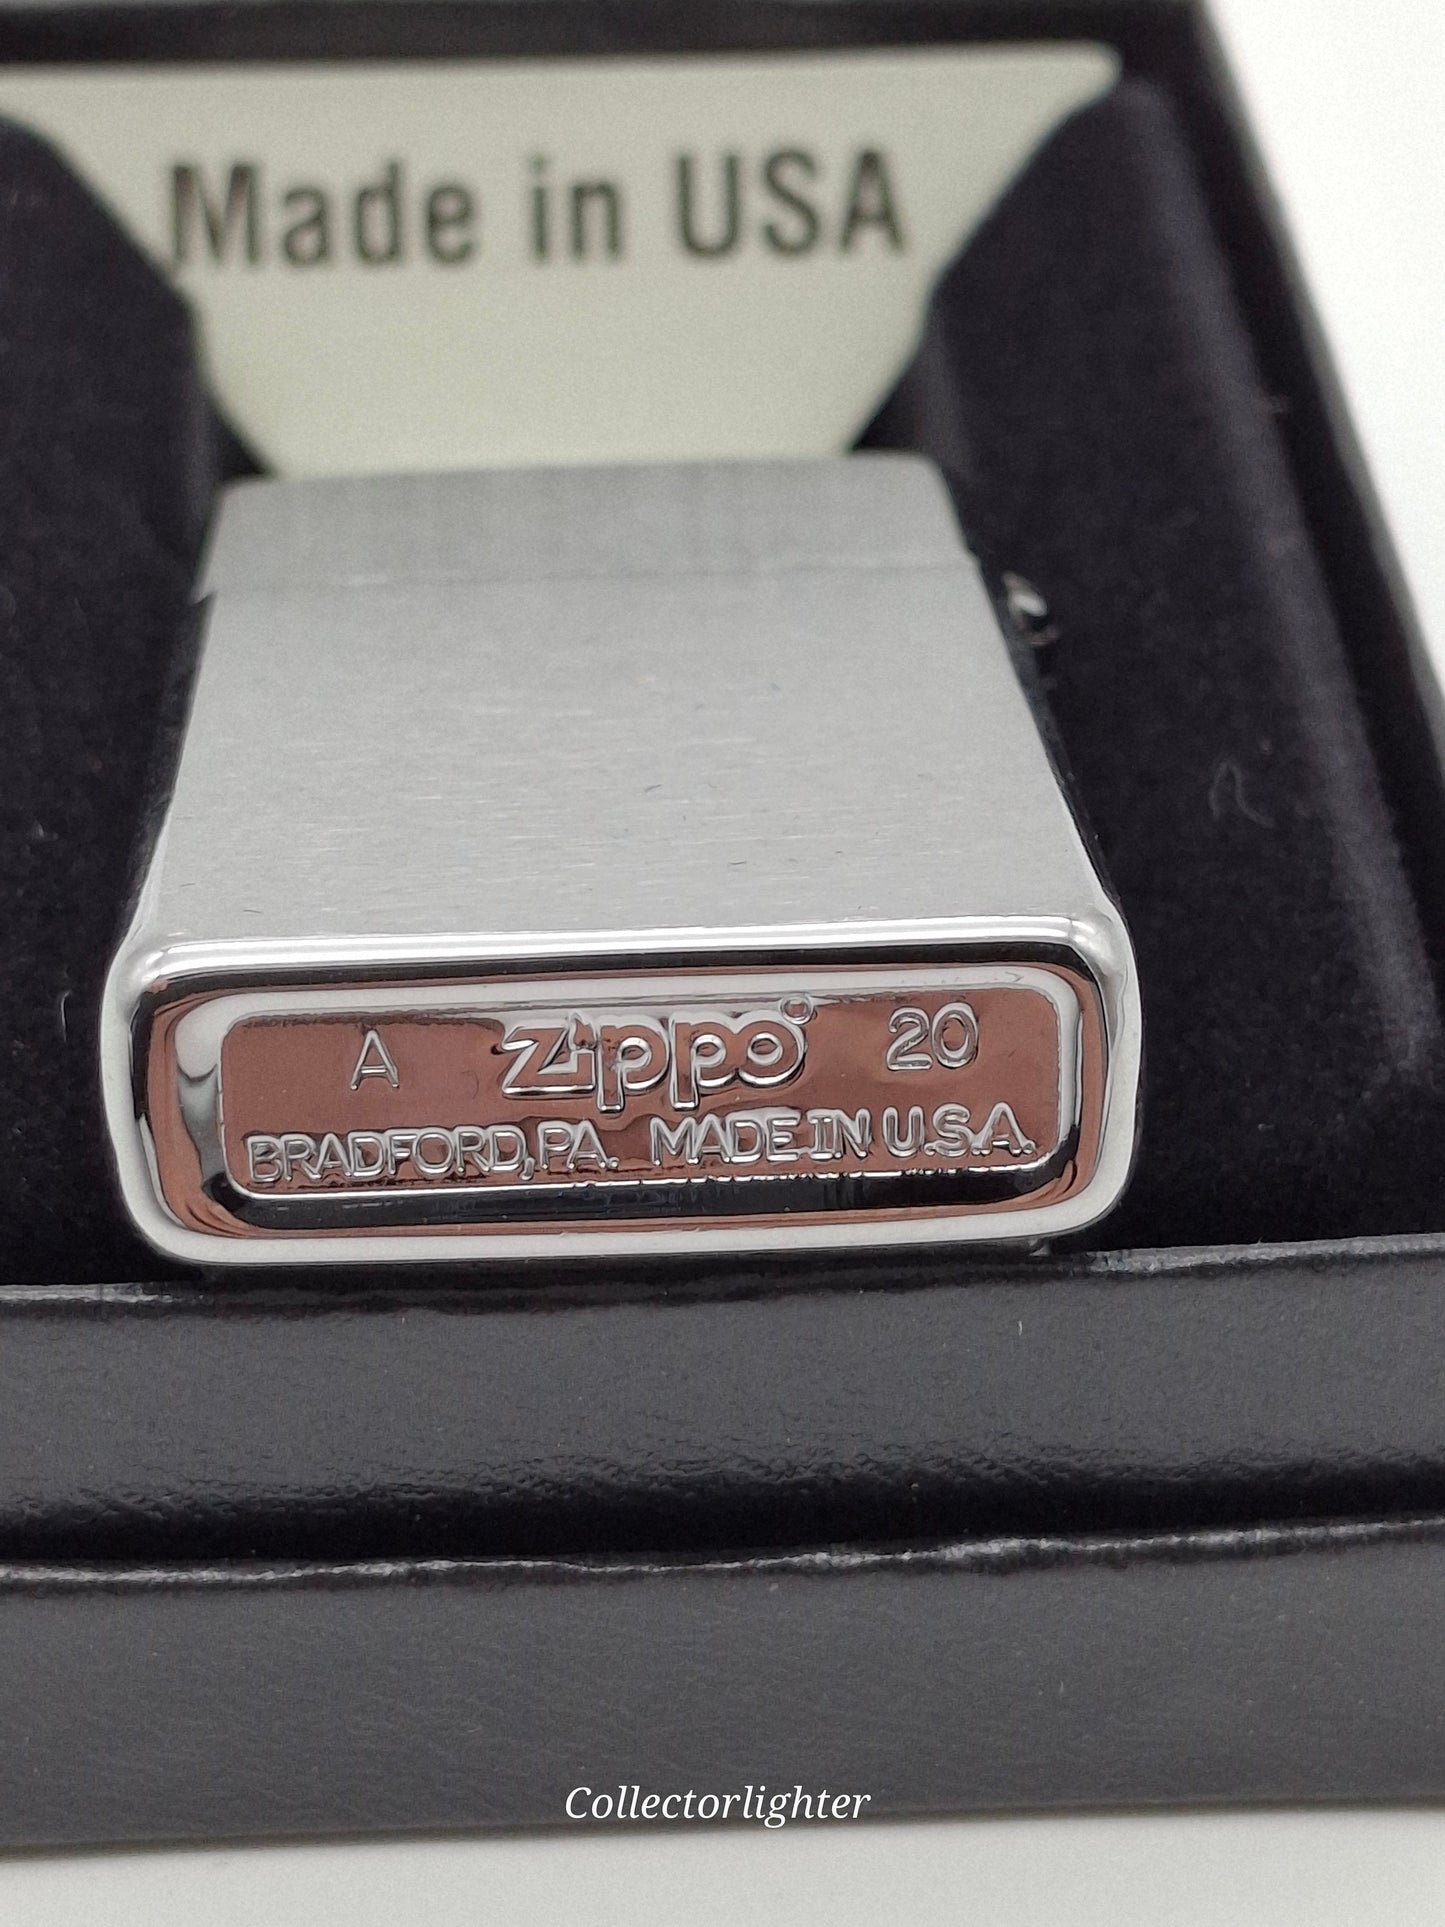 Made in USA
A zippo 20
BRADFORD, PA. MADE IN U.S.A.
Collectorlighter